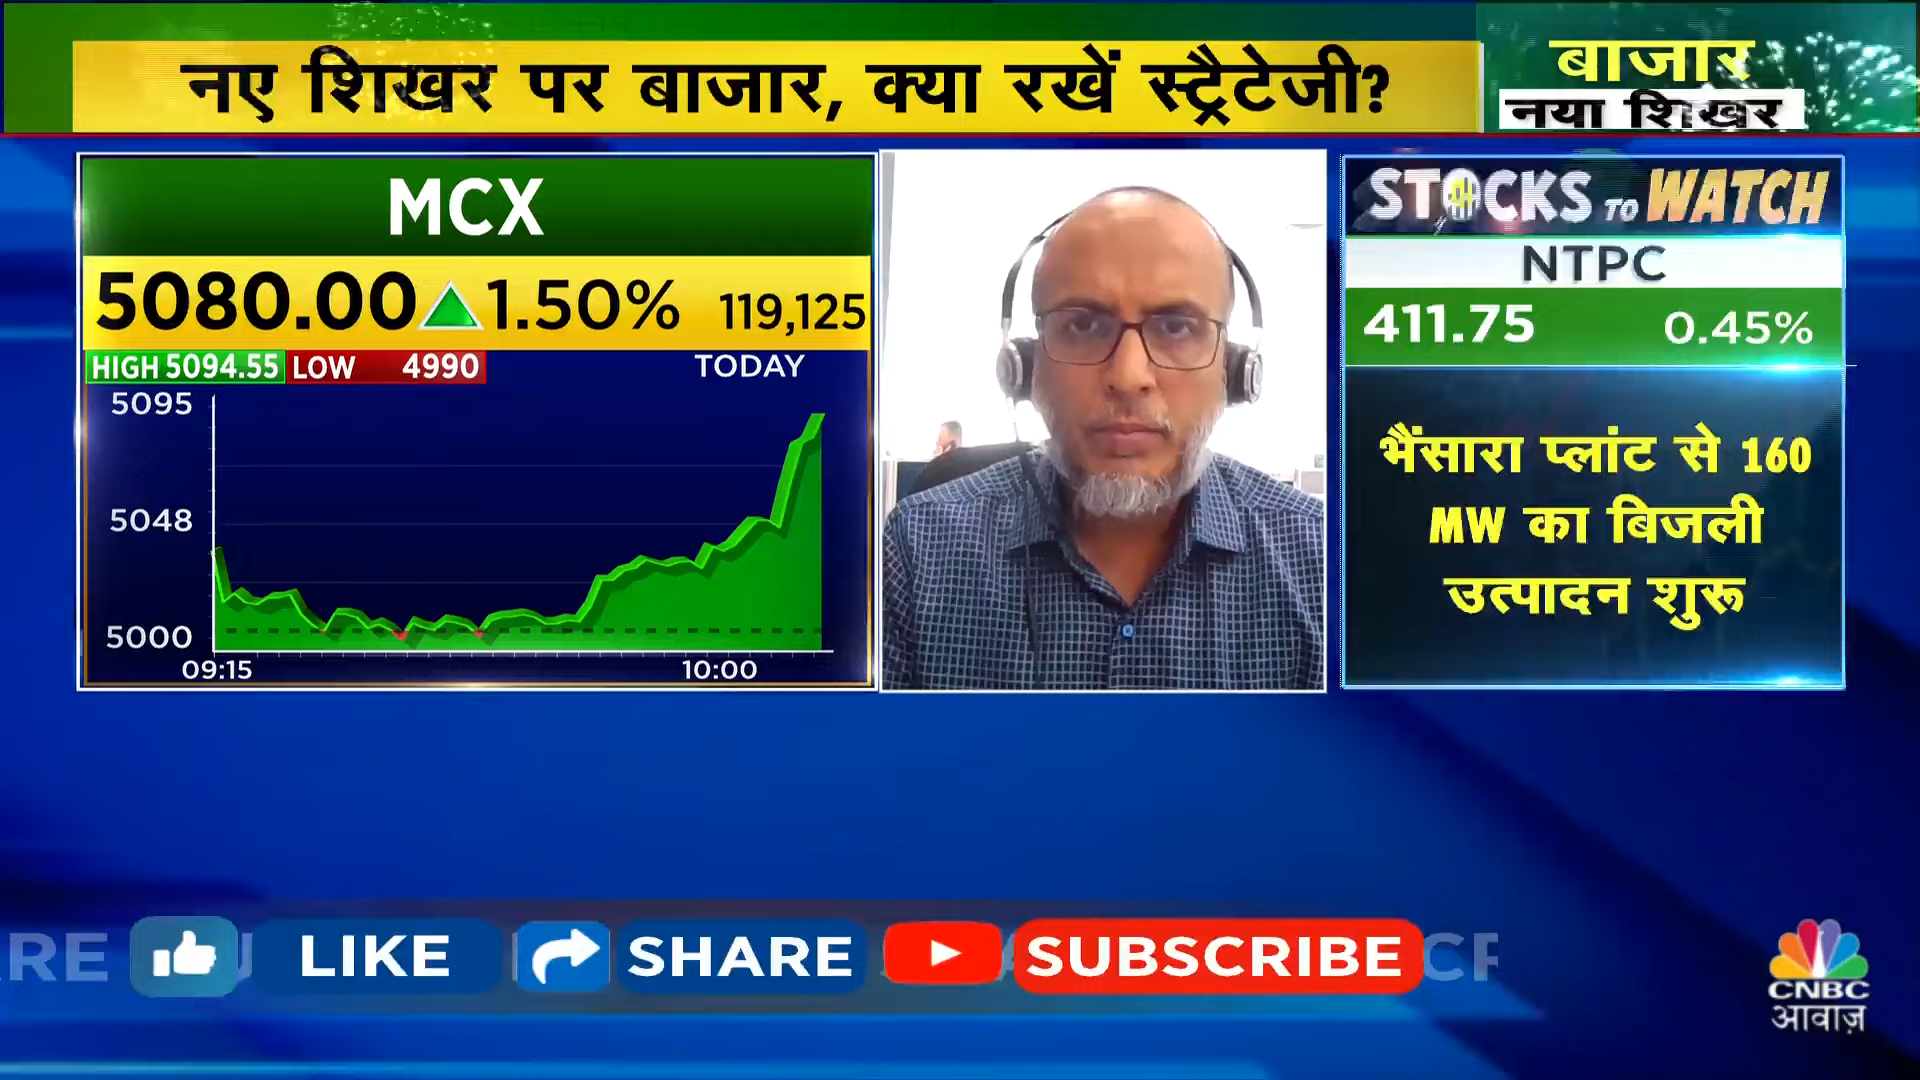 नए शिखर पर बाजार, क्या रखें स्ट्रैटेजी?
बाजार
नया शिखर
MCX
5080.00 1.50% 119,125
HIGH 5094.55 LOW 4990 TODAY
5095
5048
5000
09:15 10:00
STOCKS TO WATCH
NTPC
411.75 0.45%
भैंसारा प्लांट से 160
MW का बिजली
उत्पादन शुरू
LIKE SHARE SUBSCRIBE
CNBC
आवाज़